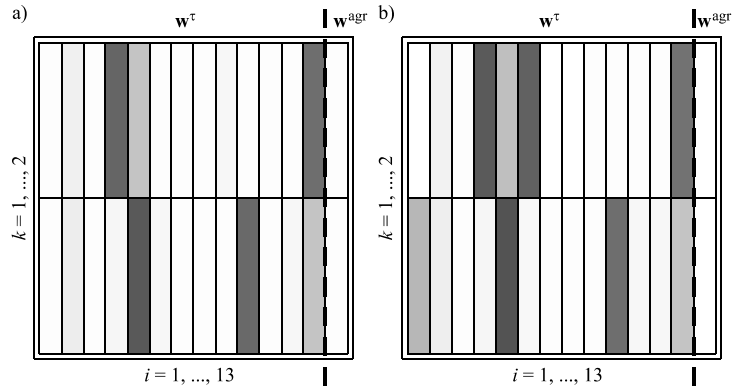 a)
w^τ
w^agr
k = 1, ..., 2
i = 1, ..., 13
b)
w^τ
w^agr
k = 1, ..., 2
i = 1, ..., 13